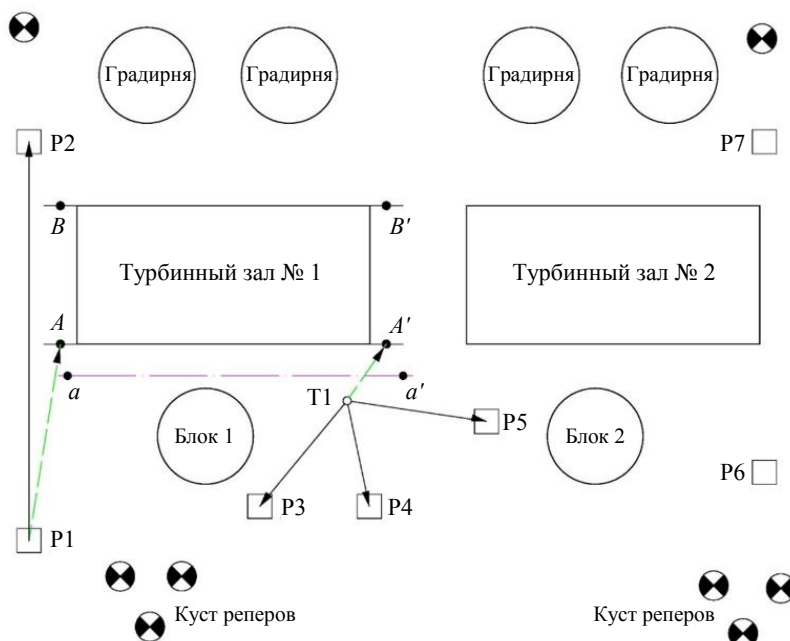 Градирня Градирня Градирня Градирня
P2 P7
B B'
Турбинный зал № 1 Турбинный зал № 2
A A'
a T1 a'
Блок 1 P5 Блок 2
P3 P4 P6
P1
Куст реперов Куст реперов